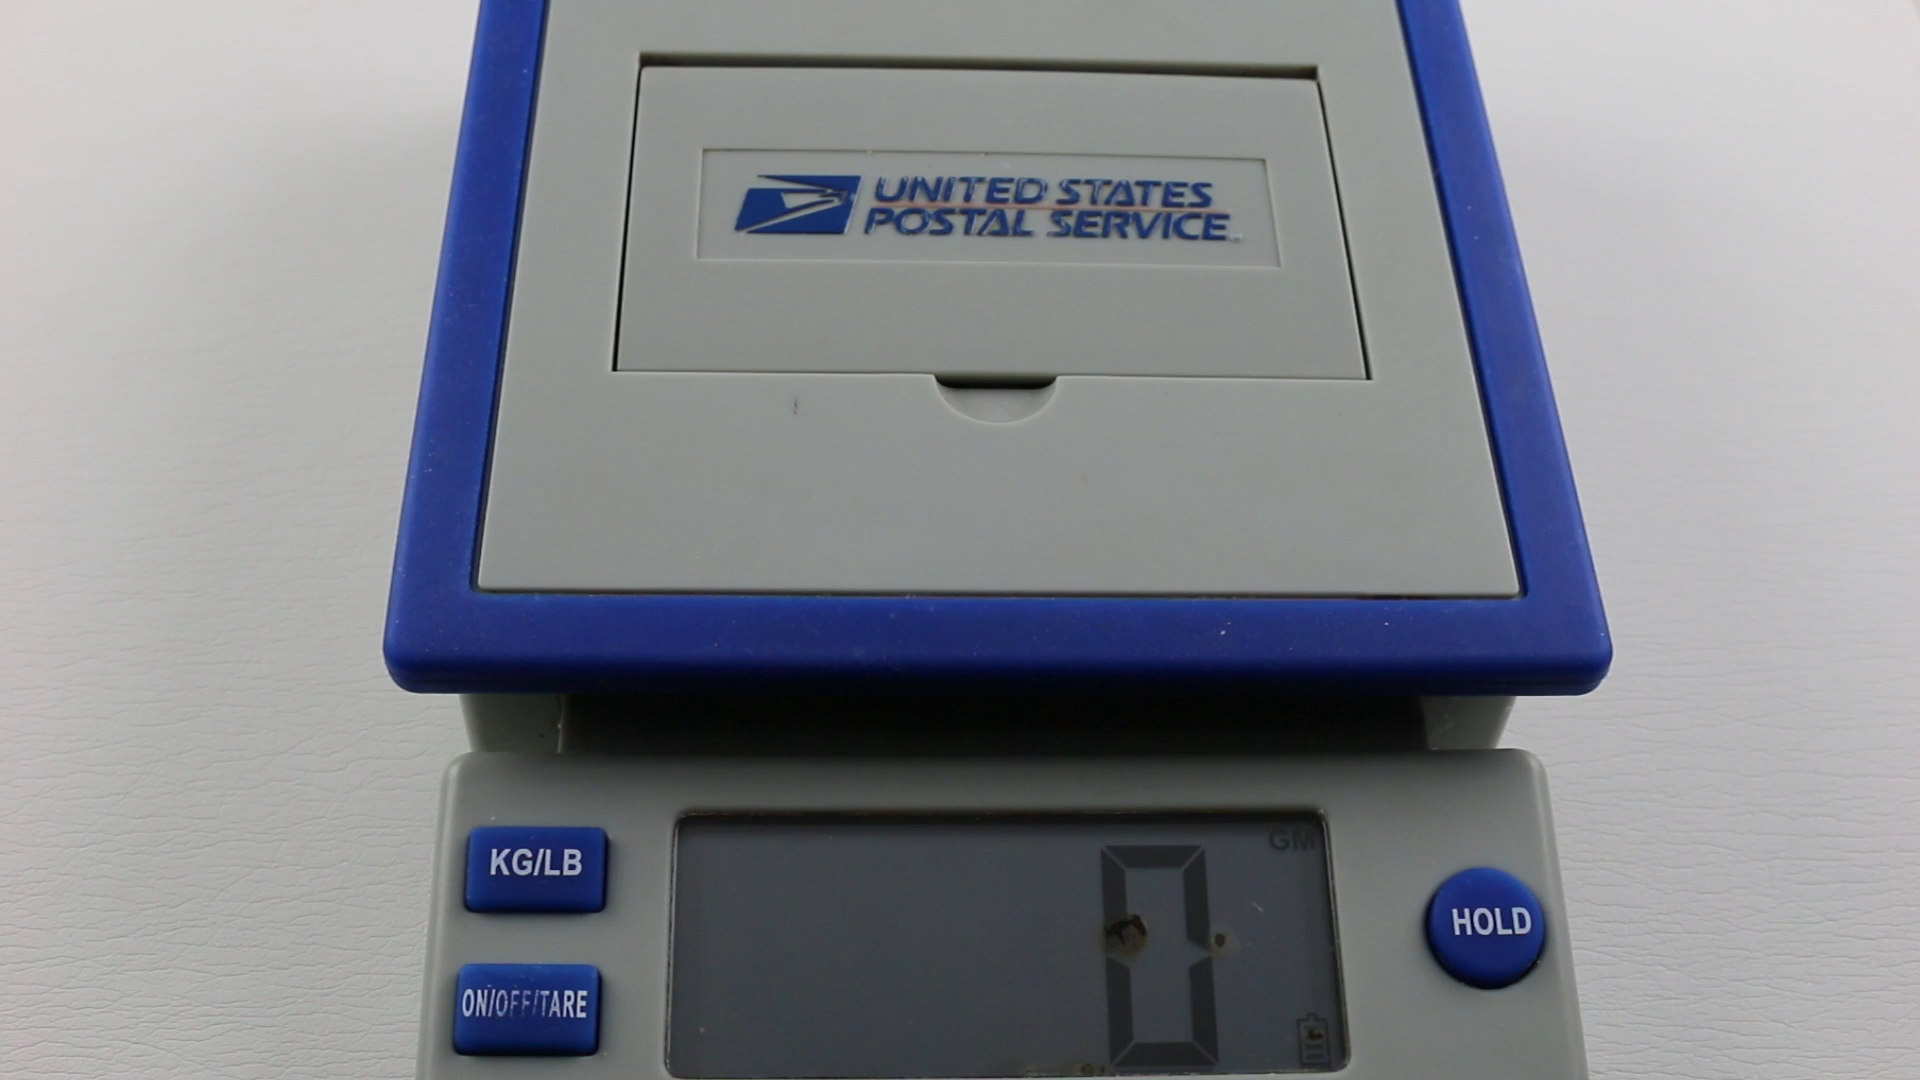 UNITED STATES
POSTAL SERVICE
KG/LB
GM
0
HOLD
ON/OFF/TARE